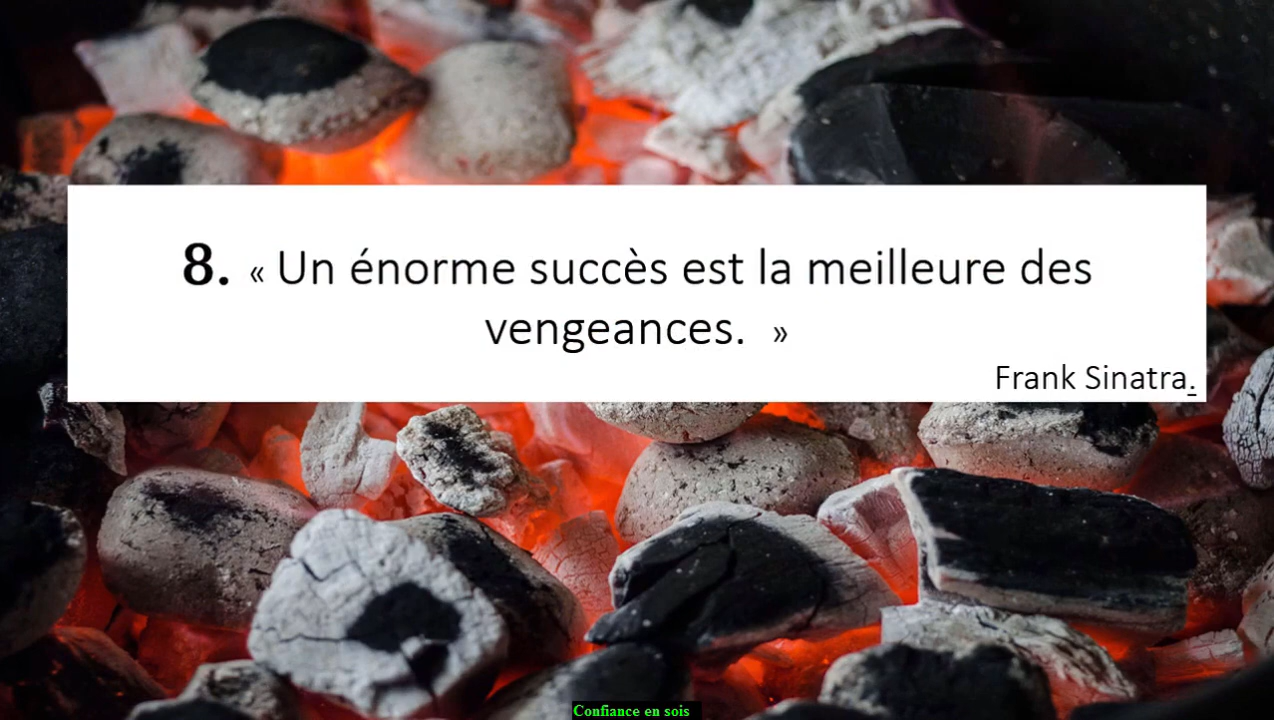 8. « Un énorme succès est la meilleure des
vengeances. »
Frank Sinatra.
Confiance en sois